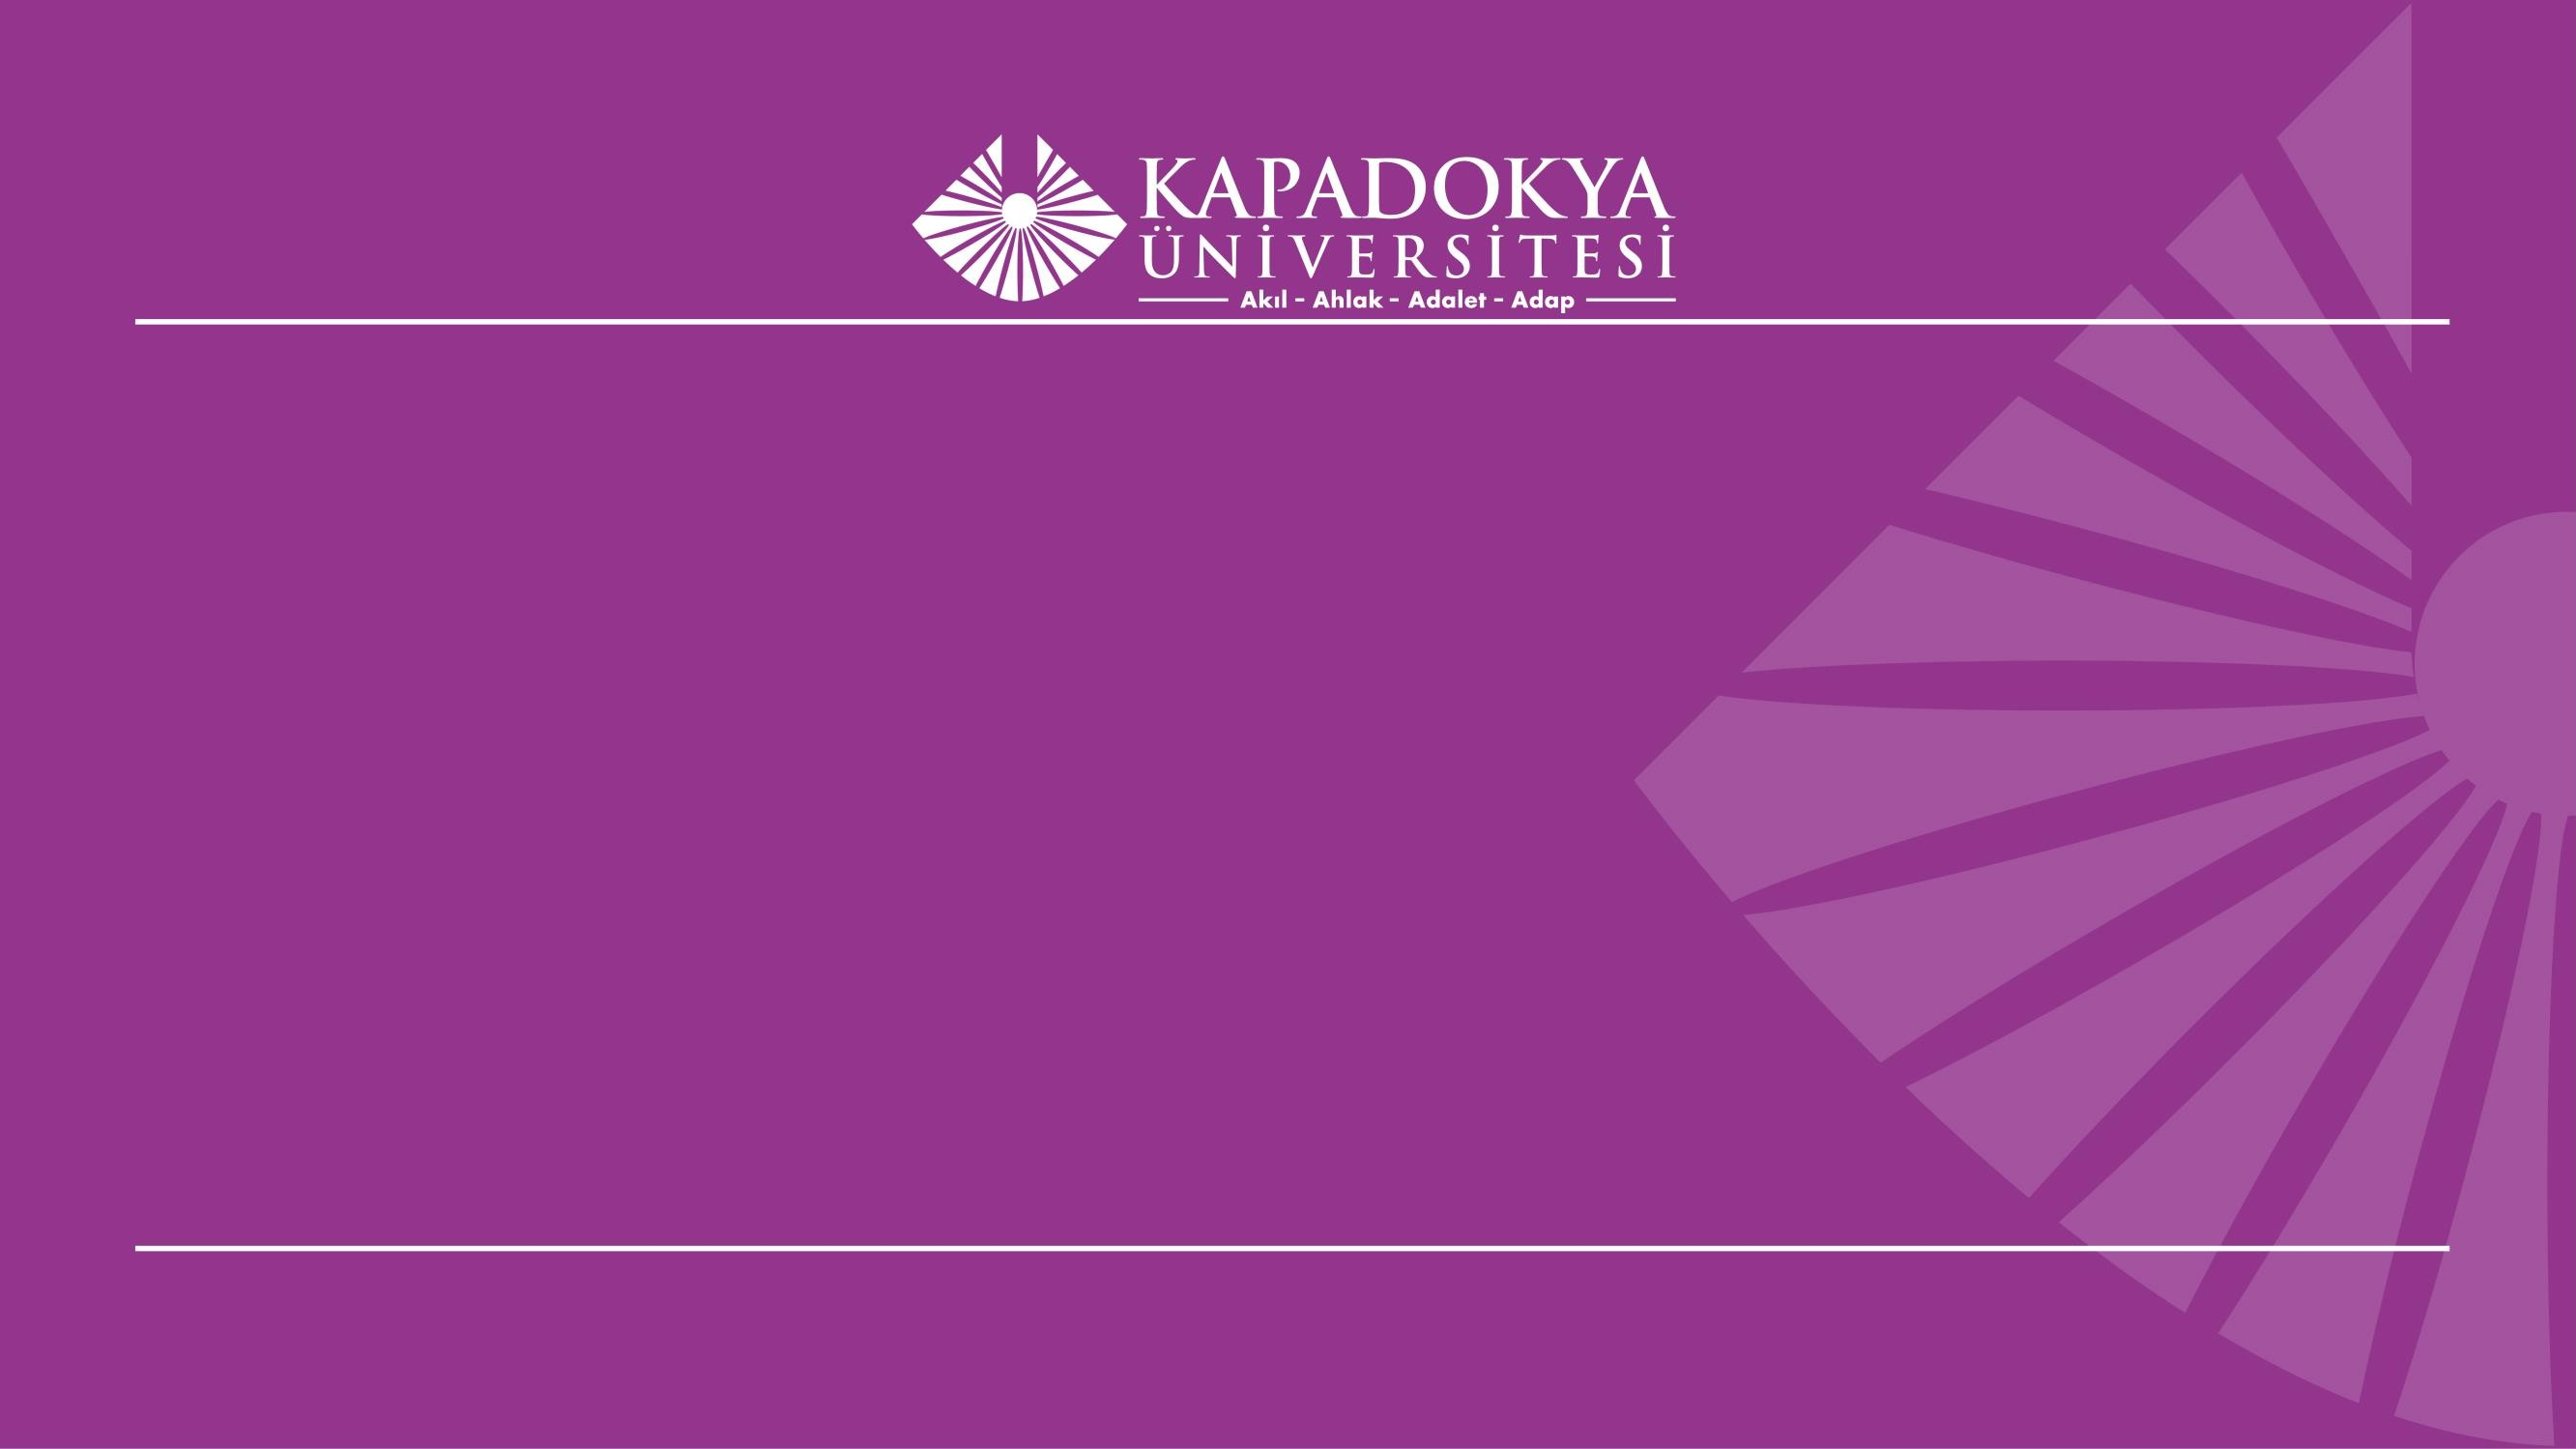 KAPADOKYA
ÜNİVERSİTESİ
Akıl - Ahlak - Adalet - Adap